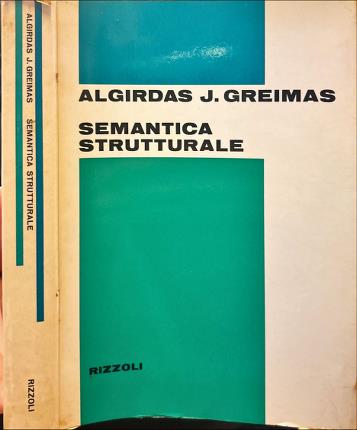 ALGIRDAS J. GREIMAS SEMANTICA STRUTTURALE
RIZZOLI
ALGIRDAS J. GREIMAS
SEMANTICA
STRUTTURALE
RIZZOLI